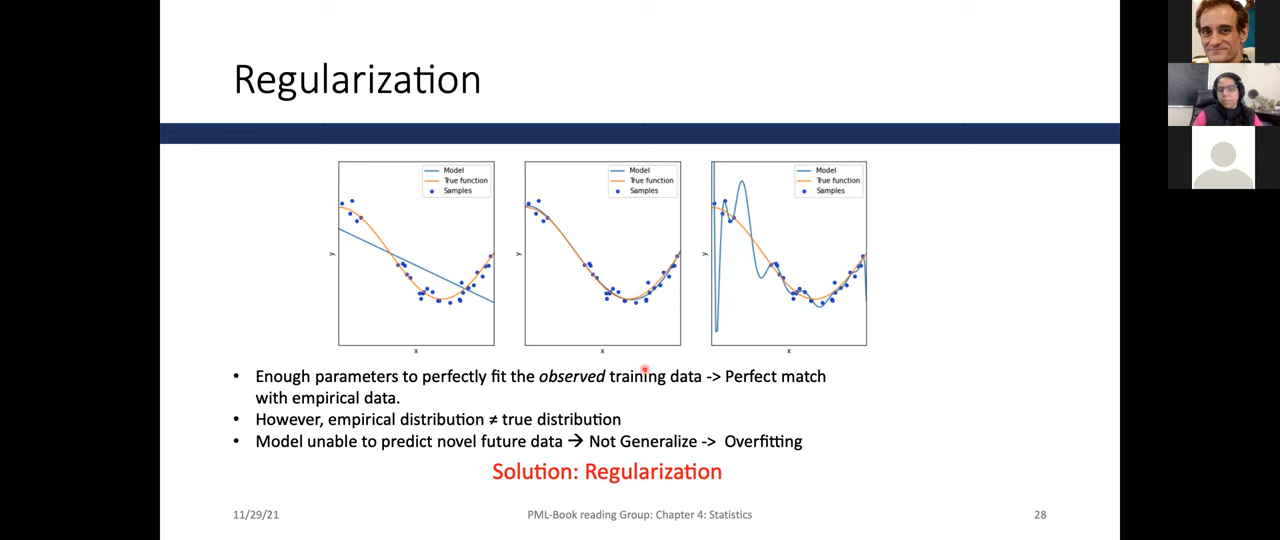 Regularization
Model
True function
Samples
y
x
Model
True function
Samples
y
x
Model
True function
Samples
y
x
• Enough parameters to perfectly fit the observed training data -> Perfect match
with empirical data.
• However, empirical distribution ≠ true distribution
• Model unable to predict novel future data → Not Generalize -> Overfitting
Solution: Regularization
11/29/21
PML-Book reading Group: Chapter 4: Statistics
28